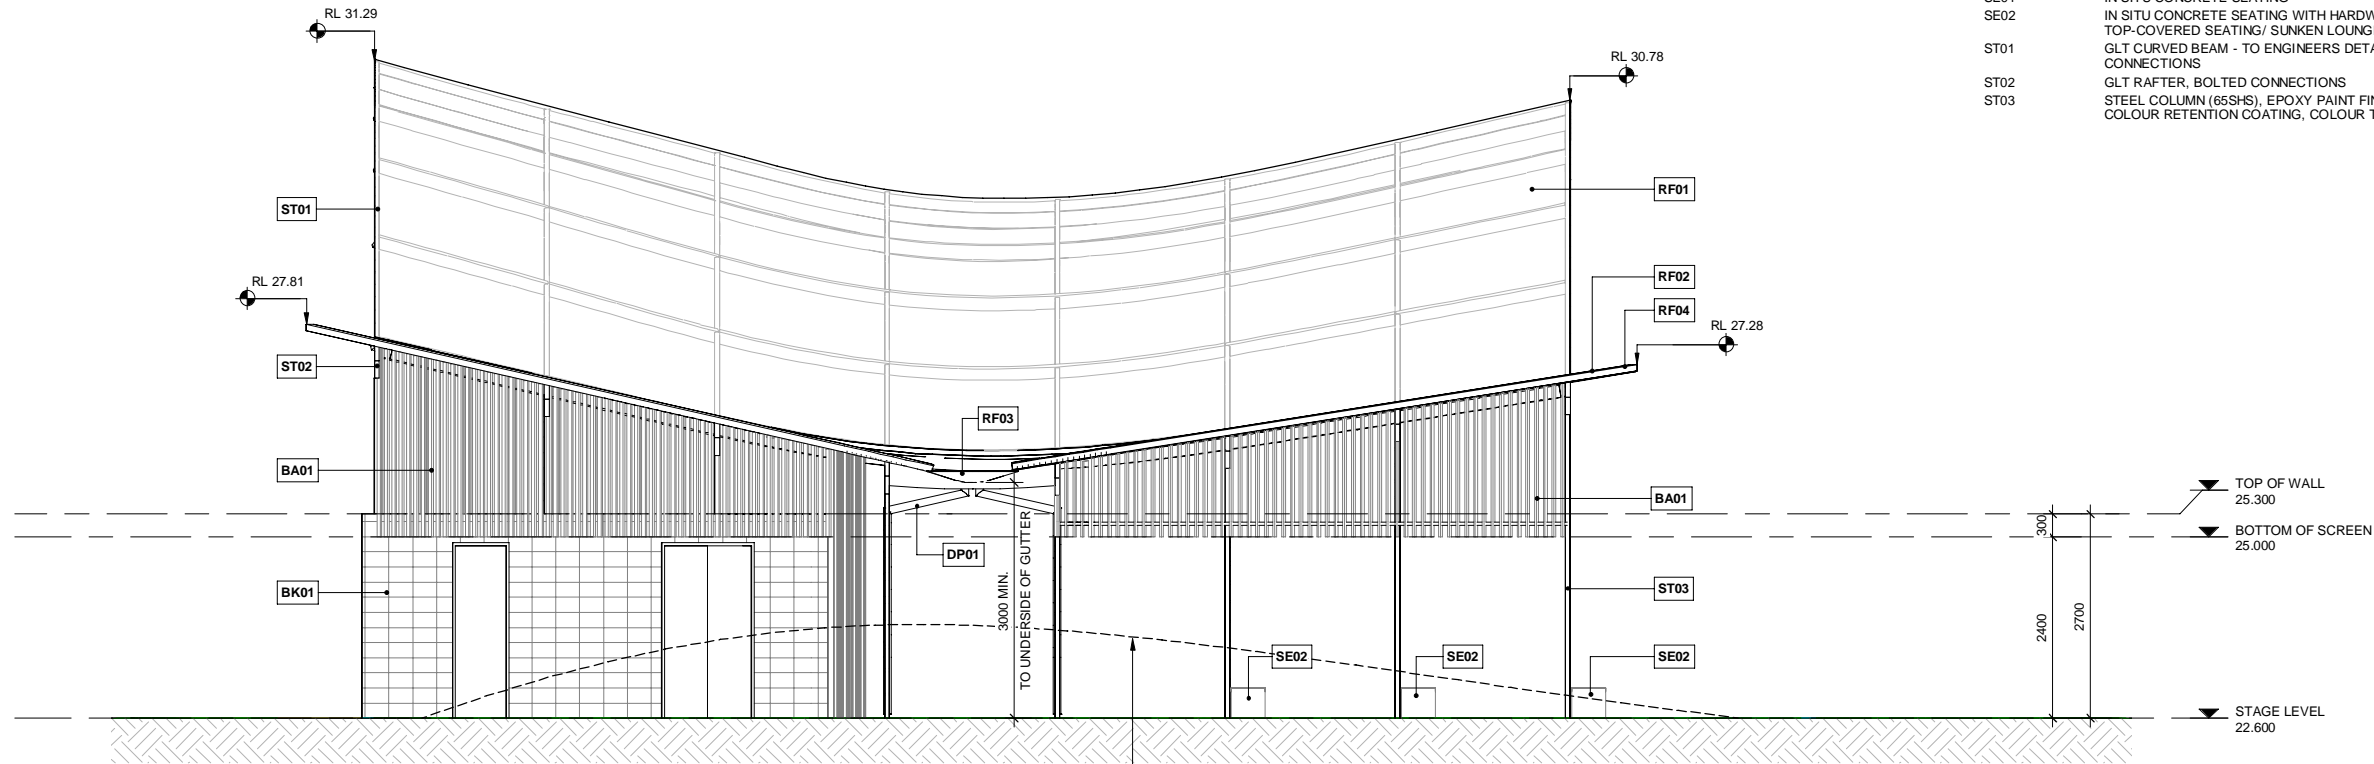 RL 31.29
RL 30.78
SE02 IN SITU CONCRETE SEATING WITH HARDW
TOP-COVERED SEATING/ SUNKEN LOUNG
ST01 GLT CURVED BEAM - TO ENGINEERS DETA
CONNECTIONS
ST02 GLT RAFTER, BOLTED CONNECTIONS
ST03 STEEL COLUMN (65SHS), EPOXY PAINT FIN
COLOUR RETENTION COATING, COLOUR T
RF01
ST01
RL 27.81
RF02
RF04
RL 27.28
ST02
RF03
BA01
BA01
TOP OF WALL
25.300
300
BOTTOM OF SCREEN
25.000
DP01
BK01
3000 MIN.
TO UNDERSIDE OF GUTTER
ST03
2400
2700
SE02
SE02
SE02
STAGE LEVEL
22.600